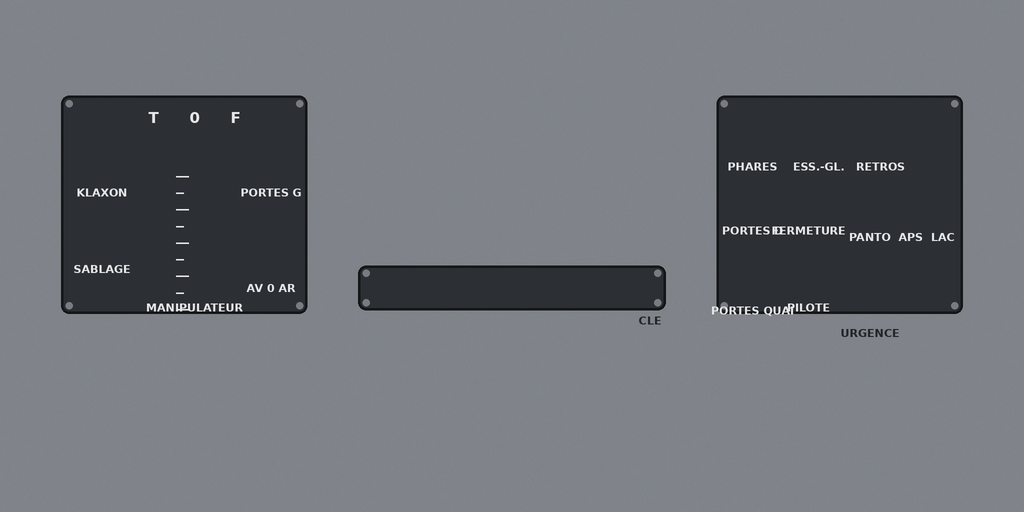 T 0 F
KLAXON
PORTES G
SABLAGE
AV 0 AR
MANIPULATEUR
CLE
PHARES ESS.-GL. RETROS
PORTES D FERMETURE
PANTO APS LAC
PORTES QUAI PILOTE
URGENCE